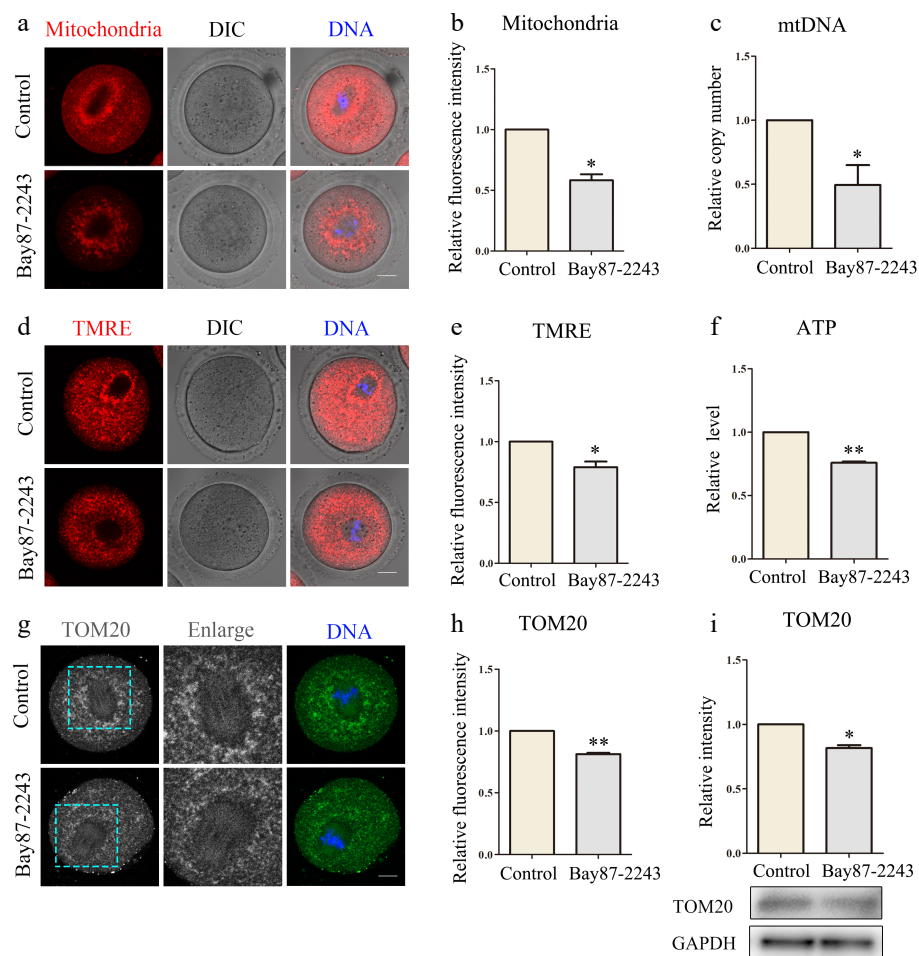 a
Mitochondria DIC DNA
Control
Bay87-2243
b
Mitochondria
Relative fluorescence intensity
1.5
1.0
0.5
0.0
Control Bay87-2243
*
c
mtDNA
Relative copy number
1.5
1.0
0.5
0.0
Control Bay87-2243
*
d
TMRE DIC DNA
Control
Bay87-2243
e
TMRE
Relative fluorescence intensity
1.5
1.0
0.5
0.0
Control Bay87-2243
*
f
ATP
Relative level
1.5
1.0
0.5
0.0
Control Bay87-2243
**
g
TOM20 Enlarge DNA
Control
Bay87-2243
h
TOM20
Relative fluorescence intensity
1.5
1.0
0.5
0.0
Control Bay87-2243
**
i
TOM20
Relative intensity
1.5
1.0
0.5
0.0
Control Bay87-2243
*
TOM20
GAPDH